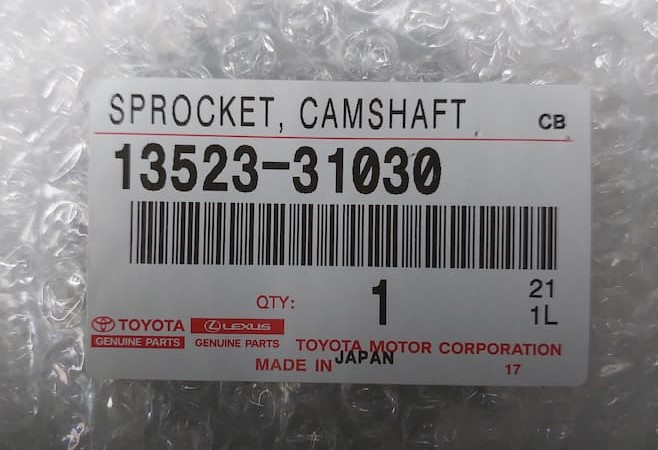 SPROCKET, CAMSHAFT CB
13523-31030
QTY: 1 21
1L
TOYOTA LEXUS
GENUINE PARTS GENUINE PARTS TOYOTA MOTOR CORPORATION
MADE IN JAPAN 17